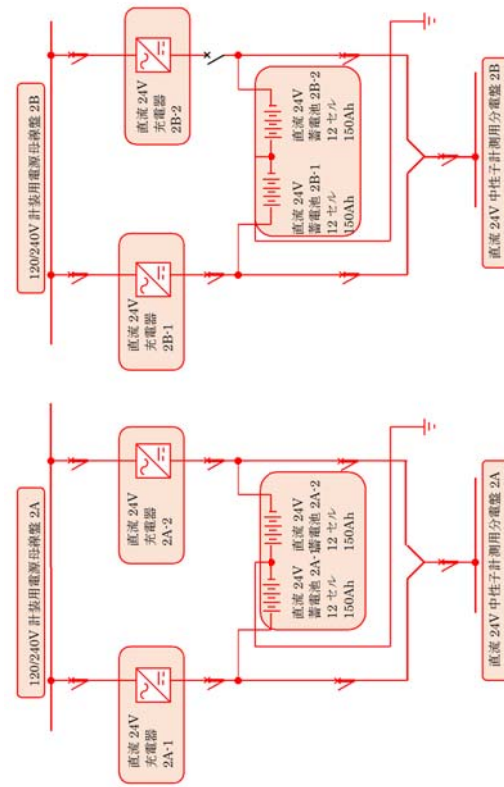 120/240V 計装用電源母線盤 2A
直流 24V
充電器
2A-1
直流 24V
充電器
2A-2
直流 24V
蓄電池 2A-1
12 セル
150Ah
直流 24V
蓄電池 2A-2
12 セル
150Ah
直流 24V 中性子計測用分電盤 2A
120/240V 計装用電源母線盤 2B
直流 24V
充電器
2B-1
直流 24V
充電器
2B-2
直流 24V
蓄電池 2B-1
12 セル
150Ah
直流 24V
蓄電池 2B-2
12 セル
150Ah
直流 24V 中性子計測用分電盤 2B